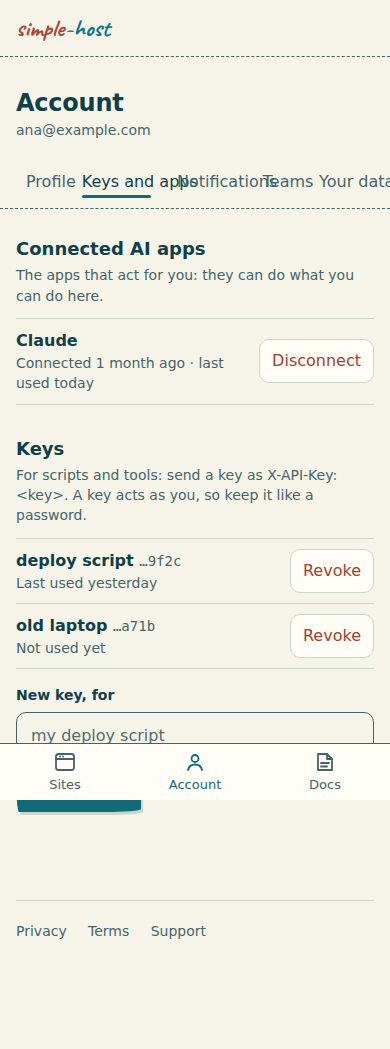 simple-host
Account
ana@example.com
Profile Keys and apps Notifications Teams Your data
Connected AI apps
The apps that act for you: they can do what you
can do here.
Claude
Connected 1 month ago · last
used today
Disconnect
Keys
For scripts and tools: send a key as X-API-Key:
<key>. A key acts as you, so keep it like a
password.
deploy script …9f2c
Last used yesterday
Revoke
old laptop …a71b
Not used yet
Revoke
New key, for
my deploy script
Sites
Account
Docs
Privacy Terms Support